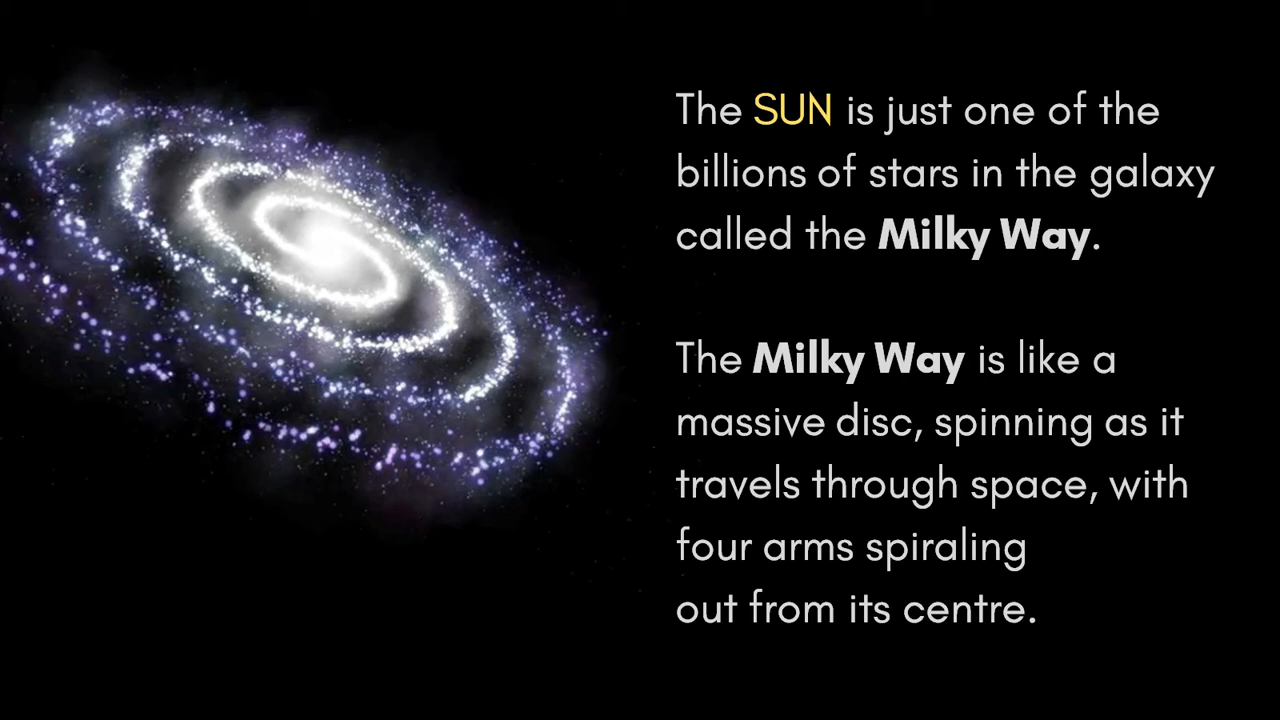 The SUN is just one of the
billions of stars in the galaxy
called the Milky Way.
The Milky Way is like a
massive disc, spinning as it
travels through space, with
four arms spiraling
out from its centre.